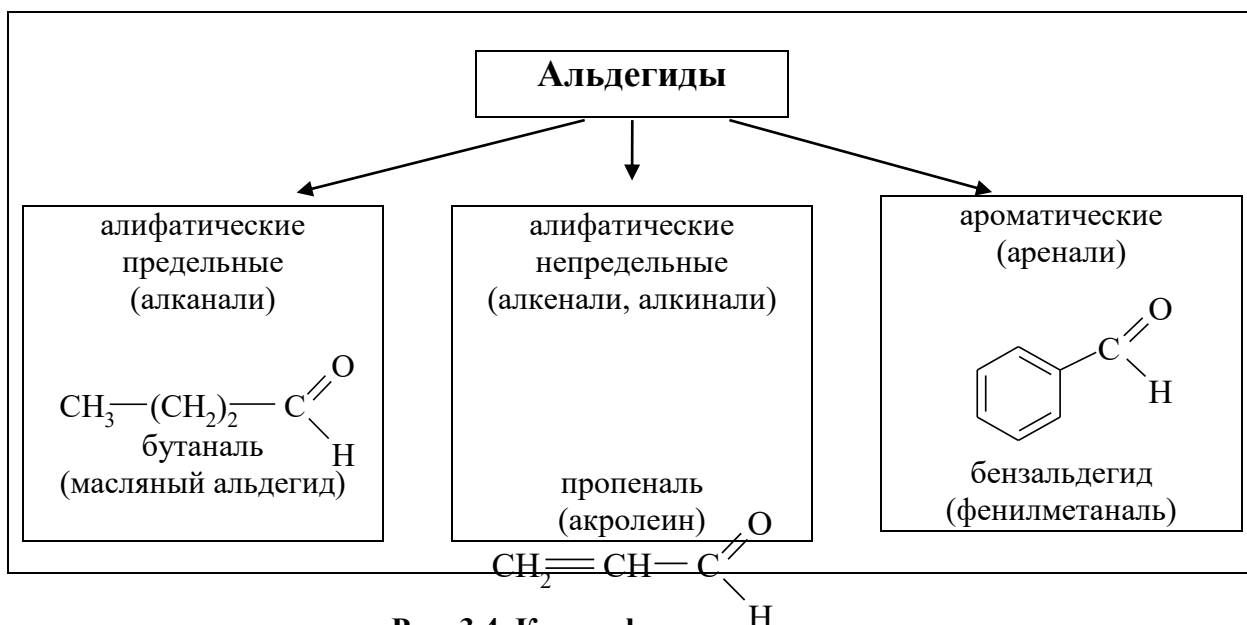 Альдегиды
алифатические
предельные
(алканали)
CH3—(CH2)2—C
O
H
бутаналь
(масляный альдегид)
алифатические
непредельные
(алкенали, алкинали)
пропеналь
(акролеин)
CH2=CH—C
O
H
ароматические
(аренали)
C
O
H
бензальдегид
(фенилметаналь)